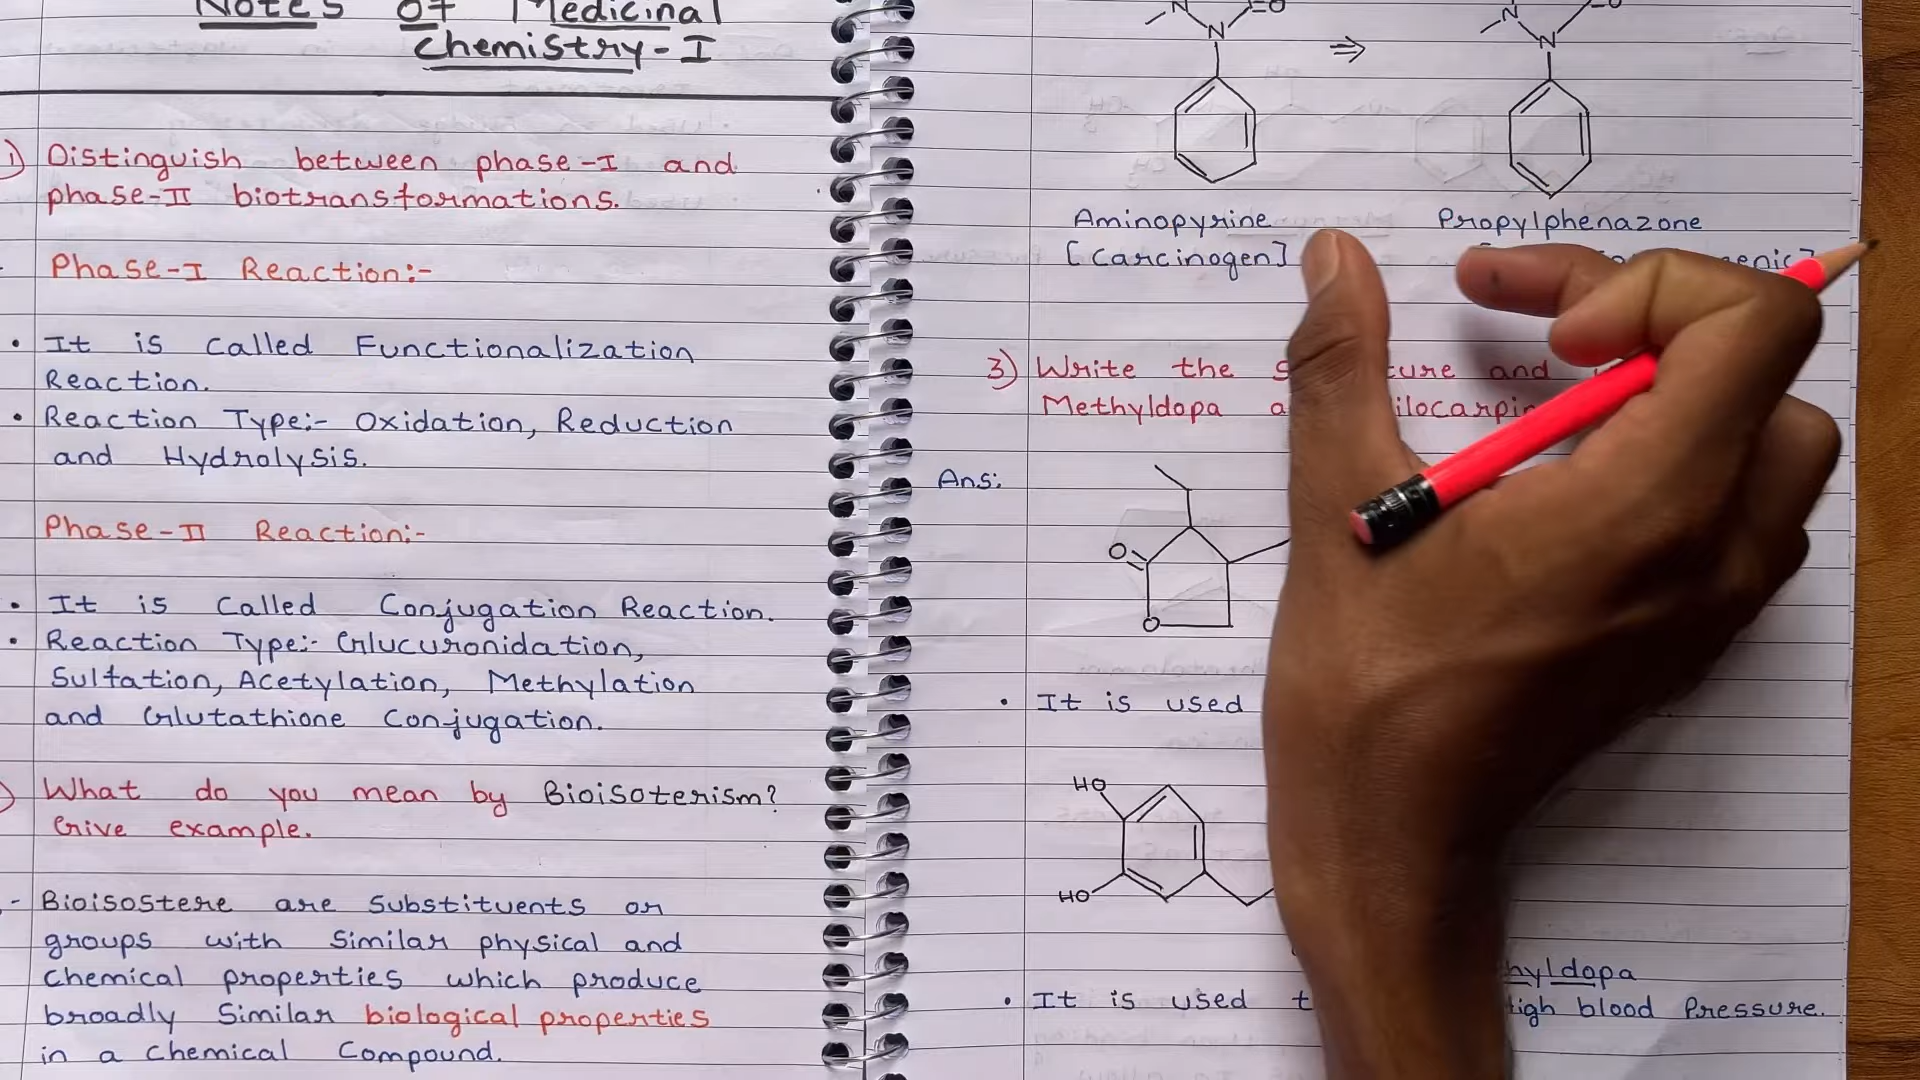 Notes of Medicinal
Chemistry-I
1) Distinguish between phase-I and
phase-II biotransformations.
Phase-I Reaction:-
• It is called Functionalization
Reaction.
• Reaction Type:- Oxidation, Reduction
and Hydrolysis.
Phase-II Reaction:-
• It is called Conjugation Reaction.
• Reaction Type:- Glucuronidation,
Sulfation, Acetylation, Methylation
and Glutathione Conjugation.
What do you mean by Bioisoterism?
Give example.
- Bioisostere are substituents or
groups with similar physical and
chemical properties which produce
broadly similar biological properties
in a chemical compound.
N =O
N
⇒
N
N
Aminopyrine Propylphenazone
[Carcinogen]
3) Write the and
Methyldopa
Ans:
O
O
• It is used
HO
HO
• It is used blood Pressure.